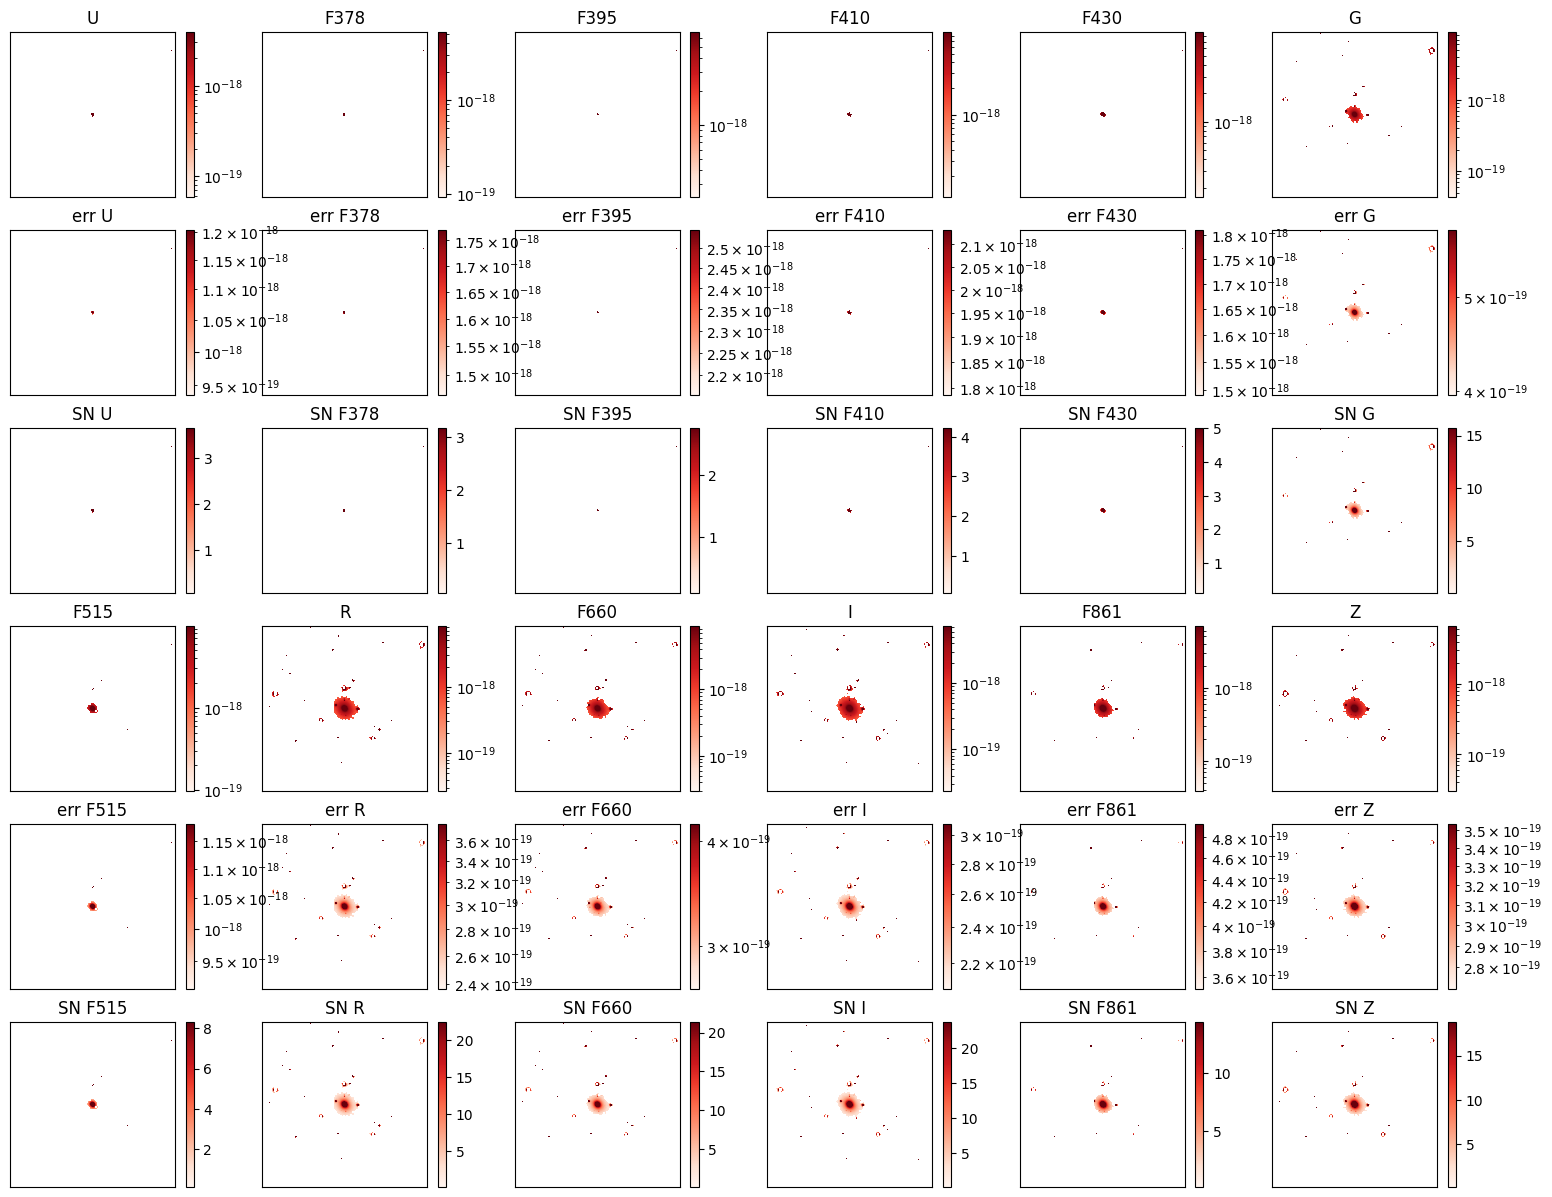 U F378 F395 F410 F430 G
10⁻¹⁸ 10⁻¹⁸ 10⁻¹⁸ 10⁻¹⁸ 10⁻¹⁸ 10⁻¹⁸
10⁻¹⁹ 10⁻¹⁹ 10⁻¹⁹
err U err F378 err F395 err F410 err F430 err G
1.2 × 10⁻¹⁸ 1.75 × 10⁻¹⁸ 2.5 × 10⁻¹⁸ 2.1 × 10⁻¹⁸ 1.8 × 10⁻¹⁸
1.15 × 10⁻¹⁸ 1.7 × 10⁻¹⁸ 2.45 × 10⁻¹⁸ 2.05 × 10⁻¹⁸ 1.75 × 10⁻¹⁸
1.1 × 10⁻¹⁸ 1.65 × 10⁻¹⁸ 2.4 × 10⁻¹⁸ 2 × 10⁻¹⁸ 1.7 × 10⁻¹⁸ 5 × 10⁻¹⁹
1.05 × 10⁻¹⁸ 1.6 × 10⁻¹⁸ 2.35 × 10⁻¹⁸ 1.95 × 10⁻¹⁸ 1.65 × 10⁻¹⁸
10⁻¹⁸ 1.55 × 10⁻¹⁸ 2.3 × 10⁻¹⁸ 1.9 × 10⁻¹⁸ 1.6 × 10⁻¹⁸
9.5 × 10⁻¹⁹ 1.5 × 10⁻¹⁸ 2.25 × 10⁻¹⁸ 1.85 × 10⁻¹⁸ 1.55 × 10⁻¹⁸
2.2 × 10⁻¹⁸ 1.8 × 10⁻¹⁸ 1.5 × 10⁻¹⁸ 4 × 10⁻¹⁹
SN U SN F378 SN F395 SN F410 SN F430 SN G
3 3 2 4 5 15
2 2 1 3 4 10
1 1 2 3 5
1 2
1
F515 R F660 I F861 Z
10⁻¹⁸ 10⁻¹⁸ 10⁻¹⁸ 10⁻¹⁸ 10⁻¹⁸ 10⁻¹⁸
10⁻¹⁹ 10⁻¹⁹ 10⁻¹⁹ 10⁻¹⁹ 10⁻¹⁹ 10⁻¹⁹
err F515 err R err F660 err I err F861 err Z
1.15 × 10⁻¹⁸ 3.6 × 10⁻¹⁹ 4 × 10⁻¹⁹ 3 × 10⁻¹⁹ 4.8 × 10⁻¹⁹ 3.5 × 10⁻¹⁹
1.1 × 10⁻¹⁸ 3.4 × 10⁻¹⁹ 2.8 × 10⁻¹⁹ 4.6 × 10⁻¹⁹ 3.4 × 10⁻¹⁹
1.05 × 10⁻¹⁸ 3.2 × 10⁻¹⁹ 2.6 × 10⁻¹⁹ 4.4 × 10⁻¹⁹ 3.3 × 10⁻¹⁹
10⁻¹⁸ 3 × 10⁻¹⁹ 2.4 × 10⁻¹⁹ 4.2 × 10⁻¹⁹ 3.2 × 10⁻¹⁹
9.5 × 10⁻¹⁹ 2.8 × 10⁻¹⁹ 3 × 10⁻¹⁹ 2.2 × 10⁻¹⁹ 4 × 10⁻¹⁹ 3.1 × 10⁻¹⁹
2.6 × 10⁻¹⁹ 3.8 × 10⁻¹⁹ 3 × 10⁻¹⁹
2.4 × 10⁻¹⁹ 3.6 × 10⁻¹⁹ 2.9 × 10⁻¹⁹
2.8 × 10⁻¹⁹
SN F515 SN R SN F660 SN I SN F861 SN Z
8 20 20 20 10 15
6 15 15 15 5 10
4 10 10 10 5
2 5 5 5